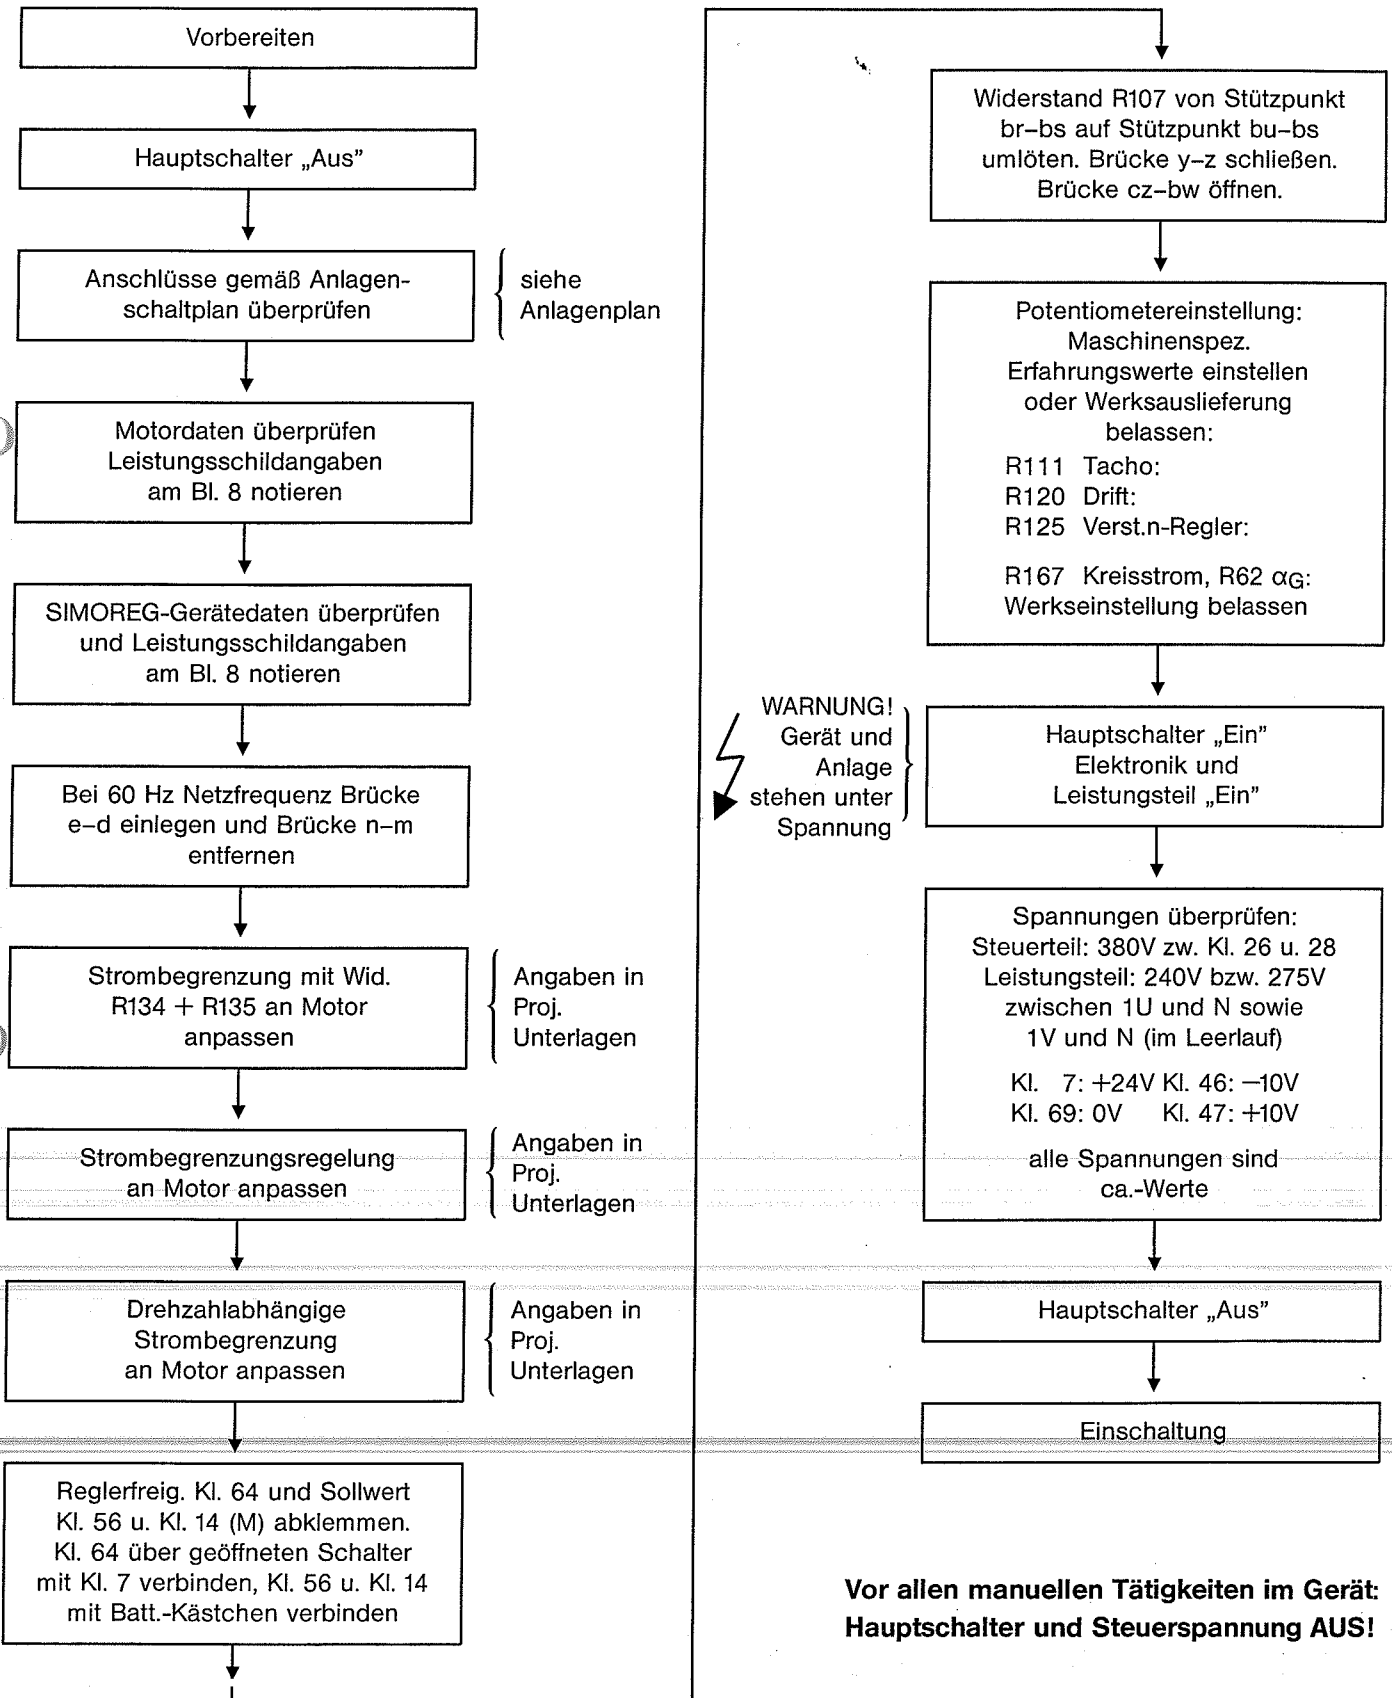 Vorbereiten
Hauptschalter „Aus”
Anschlüsse gemäß Anlagen-
schaltplan überprüfen
siehe
Anlagenplan
Motordaten überprüfen
Leistungsschildangaben
am Bl. 8 notieren
SIMOREG-Gerätedaten überprüfen
und Leistungsschildangaben
am Bl. 8 notieren
Bei 60 Hz Netzfrequenz Brücke
e–d einlegen und Brücke n–m
entfernen
Strombegrenzung mit Wid.
R134 + R135 an Motor
anpassen
Angaben in
Proj.
Unterlagen
Strombegrenzungsregelung
an Motor anpassen
Angaben in
Proj.
Unterlagen
Drehzahlabhängige
Strombegrenzung
an Motor anpassen
Angaben in
Proj.
Unterlagen
Reglerfreig. Kl. 64 und Sollwert
Kl. 56 u. Kl. 14 (M) abklemmen.
Kl. 64 über geöffneten Schalter
mit Kl. 7 verbinden, Kl. 56 u. Kl. 14
mit Batt.-Kästchen verbinden
Widerstand R107 von Stützpunkt
br–bs auf Stützpunkt bu–bs
umlöten. Brücke y–z schließen.
Brücke cz–bw öffnen.
Potentiometereinstellung:
Maschinenspez.
Erfahrungswerte einstellen
oder Werksauslieferung
belassen:
R111 Tacho:
R120 Drift:
R125 Verst.n-Regler:
R167 Kreisstrom, R62 αG:
Werkseinstellung belassen
WARNUNG!
Gerät und
Anlage
stehen unter
Spannung
Hauptschalter „Ein”
Elektronik und
Leistungsteil „Ein”
Spannungen überprüfen:
Steuerteil: 380V zw. Kl. 26 u. 28
Leistungsteil: 240V bzw. 275V
zwischen 1U und N sowie
1V und N (im Leerlauf)
Kl. 7: +24V Kl. 46: –10V
Kl. 69: 0V Kl. 47: +10V
alle Spannungen sind
ca.-Werte
Hauptschalter „Aus”
Einschaltung
Vor allen manuellen Tätigkeiten im Gerät:
Hauptschalter und Steuerspannung AUS!